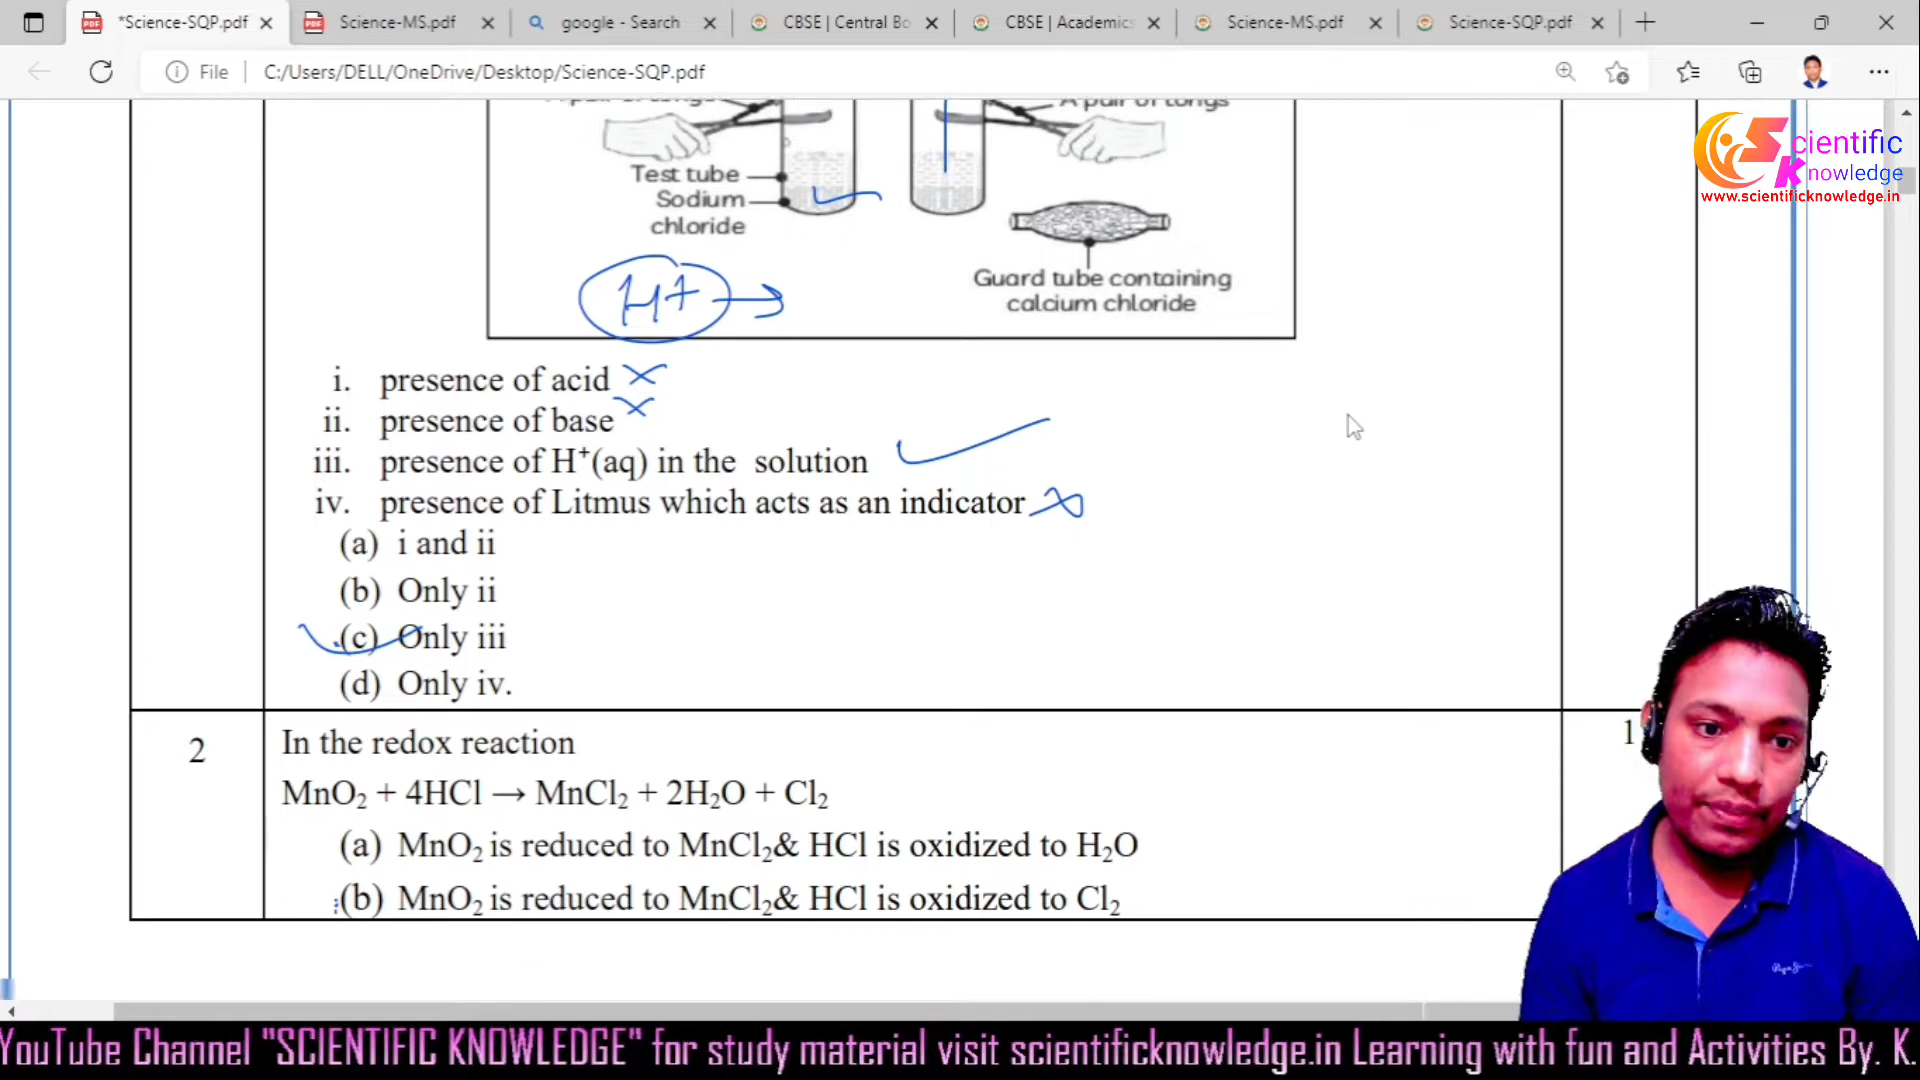 *Science-SQP.pdf
Science-MS.pdf
google - Search
CBSE | Central Bo
CBSE | Academics
Science-MS.pdf
Science-SQP.pdf
File
C:/Users/DELL/OneDrive/Desktop/Science-SQP.pdf
A pair of tongs
Scientific
Knowledge
www.scientificknowledge.in
Test tube
Sodium
chloride
H+
Guard tube containing
calcium chloride
i. presence of acid
ii. presence of base
iii. presence of H⁺(aq) in the solution
iv. presence of Litmus which acts as an indicator
(a) i and ii
(b) Only ii
(c) Only iii
(d) Only iv.
2
In the redox reaction
1
MnO₂ + 4HCl → MnCl₂ + 2H₂O + Cl₂
(a) MnO₂ is reduced to MnCl₂& HCl is oxidized to H₂O
(b) MnO₂ is reduced to MnCl₂& HCl is oxidized to Cl₂
YouTube Channel "SCIENTIFIC KNOWLEDGE" for study material visit scientificknowledge.in Learning with fun and Activities By. K.